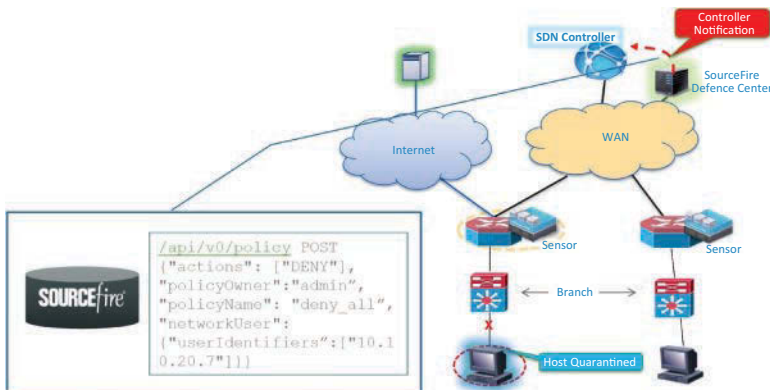 Controller
Notification
SDN Controller
SourceFire
Defence Center
Internet
WAN
Sensor
Sensor
Branch
X
Host Quarantined
SOURCEfire
/api/v0/policy POST
{"actions": ["DENY"],
"policyOwner":"admin",
"policyName": "deny_all",
"networkUser":
{"userIdentifiers":["10.1
0.20.7"]}}